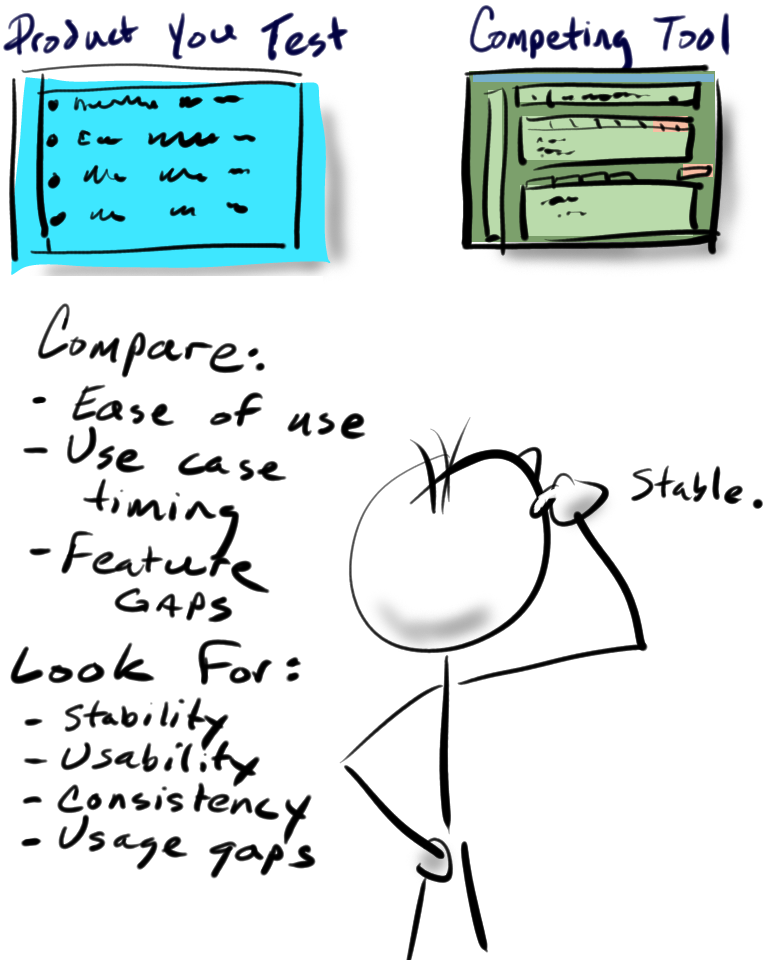 Product You Test
Competing Tool
Compare:
- Ease of use
- Use case
timing
- Feature
GAPS
Stable.
Look For:
- Stability
- Usability
- Consistency
- Usage gaps